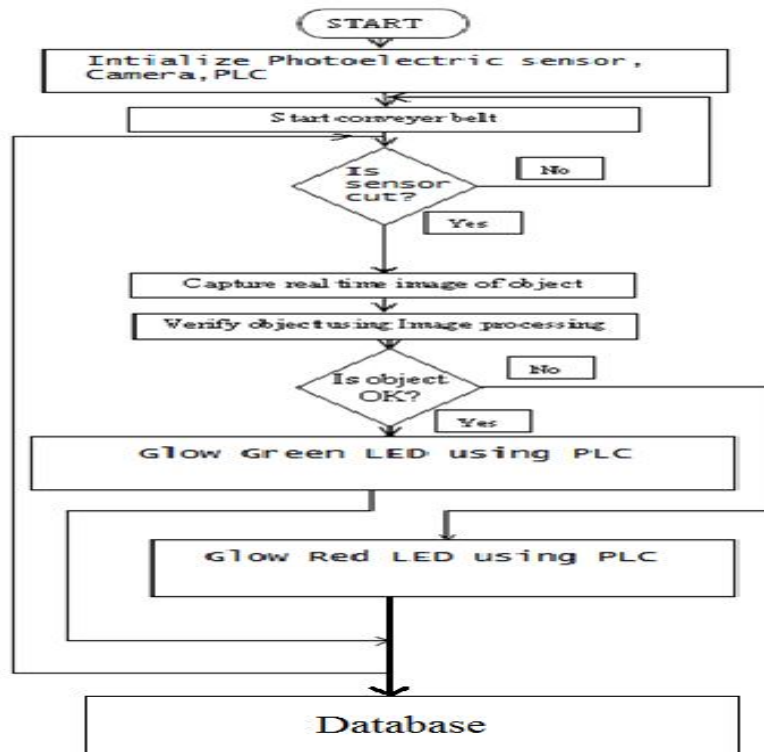 START
Intialize Photoelectric sensor,
Camera,PLC
Start conveyer belt
Is
sensor
cut?
No
Yes
Capture real time image of object
Verify object using Image processing
Is object
OK?
No
Yes
Glow Green LED using PLC
Glow Red LED using PLC
Database